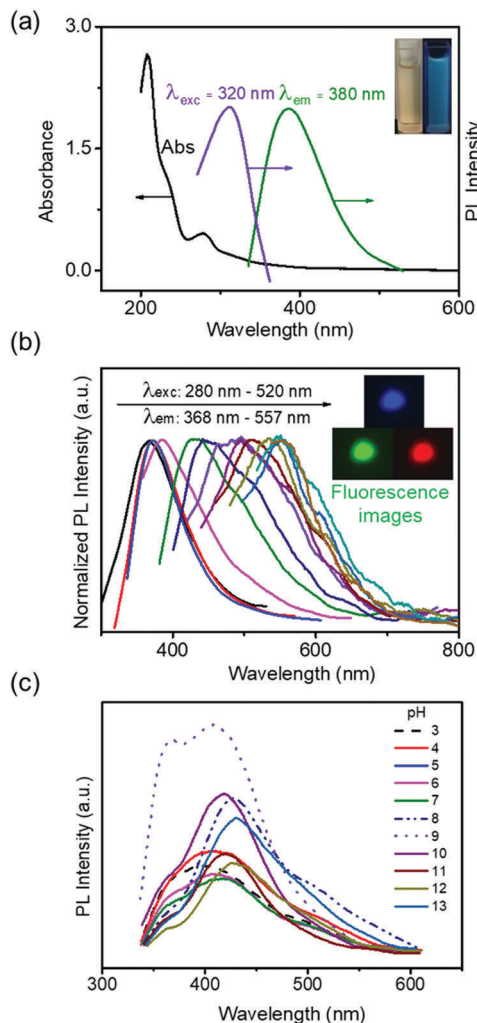 (a)
3.0
1.5
0.0
Absorbance
PL Intensity
λexc = 320 nm
λem = 380 nm
Abs
200 300 400 500 600
Wavelength (nm)
(b)
Normalized PL Intensity (a.u.)
λexc: 280 nm - 520 nm
λem: 368 nm - 557 nm
Fluorescence
images
400 600 800
Wavelength (nm)
(c)
PL Intensity (a.u.)
pH
3
4
5
6
7
8
9
10
11
12
13
300 400 500 600
Wavelength (nm)